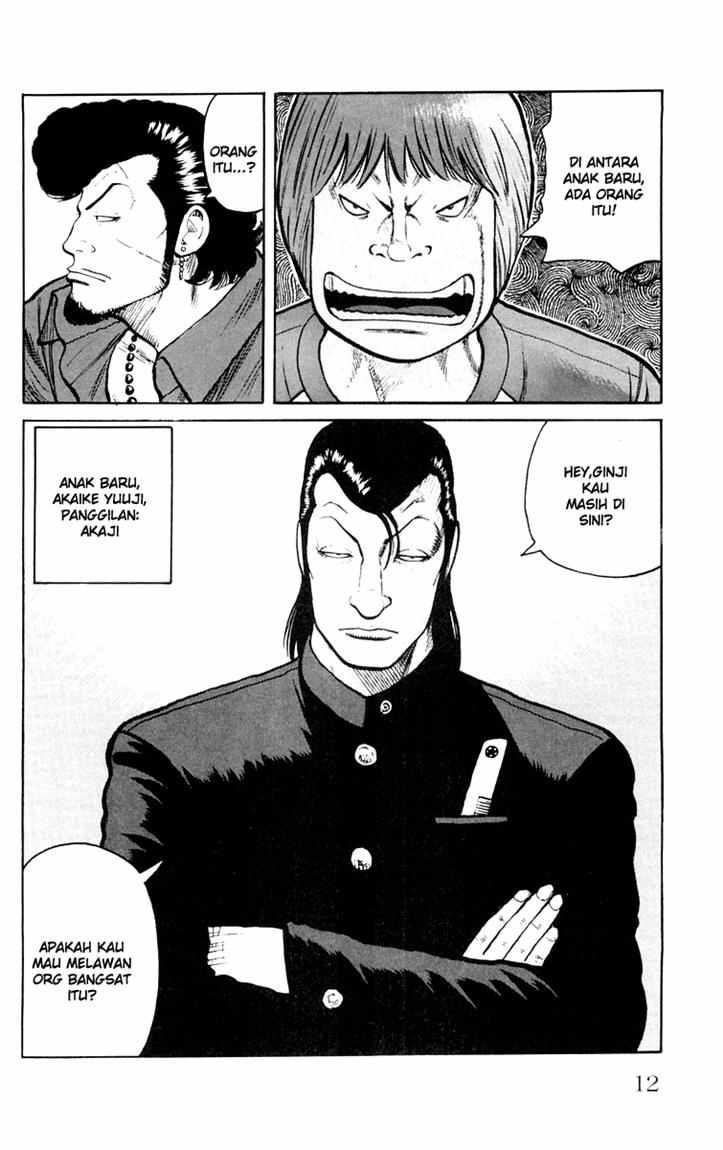 DI ANTARA
ANAK BARU,
ADA ORANG
ITU!
ORANG
ITU...?
HEY,GINJI
KAU
MASIH DI
SINI?
ANAK BARU,
AKAIKE YUUJI,
PANGGILAN:
AKAJI
APAKAH KAU
MAU MELAWAN
ORG BANGSAT
ITU?
12